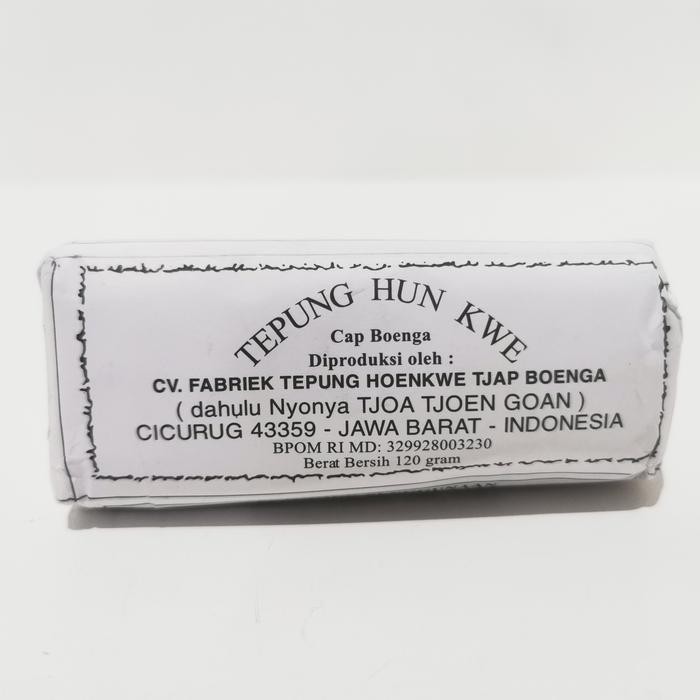 TEPUNG HUN KWE
Cap Boenga
Diproduksi oleh :
CV. FABRIEK TEPUNG HOENKWE TJAP BOENGA
( dahulu Nyonya TJOA TJOEN GOAN )
CICURUG 43359 - JAWA BARAT - INDONESIA
BPOM RI MD: 329928003230
Berat Bersih 120 gram